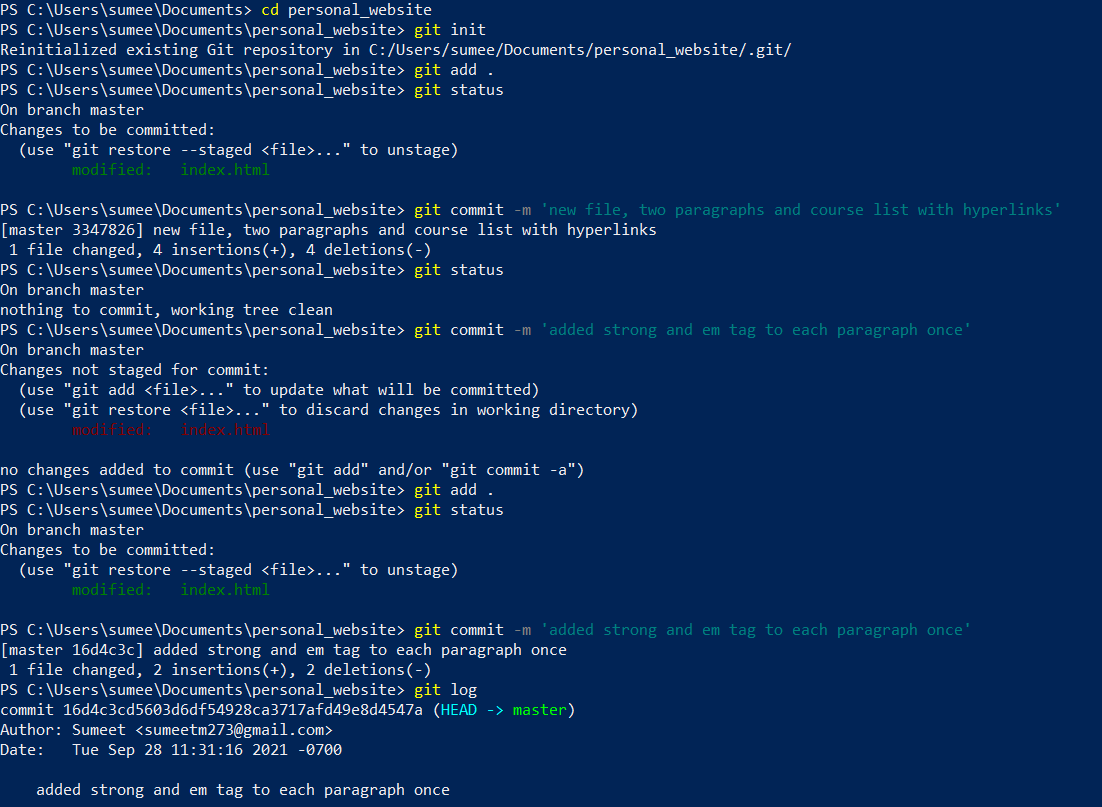 PS C:\Users\sumee\Documents> cd personal_website
PS C:\Users\sumee\Documents\personal_website> git init
Reinitialized existing Git repository in C:/Users/sumee/Documents/personal_website/.git/
PS C:\Users\sumee\Documents\personal_website> git add .
PS C:\Users\sumee\Documents\personal_website> git status
On branch master
Changes to be committed:
  (use "git restore --staged <file>..." to unstage)
        modified:   index.html

PS C:\Users\sumee\Documents\personal_website> git commit -m 'new file, two paragraphs and course list with hyperlinks'
[master 3347826] new file, two paragraphs and course list with hyperlinks
 1 file changed, 4 insertions(+), 4 deletions(-)
PS C:\Users\sumee\Documents\personal_website> git status
On branch master
nothing to commit, working tree clean
PS C:\Users\sumee\Documents\personal_website> git commit -m 'added strong and em tag to each paragraph once'
On branch master
Changes not staged for commit:
  (use "git add <file>..." to update what will be committed)
  (use "git restore <file>..." to discard changes in working directory)
        modified:   index.html

no changes added to commit (use "git add" and/or "git commit -a")
PS C:\Users\sumee\Documents\personal_website> git add .
PS C:\Users\sumee\Documents\personal_website> git status
On branch master
Changes to be committed:
  (use "git restore --staged <file>..." to unstage)
        modified:   index.html

PS C:\Users\sumee\Documents\personal_website> git commit -m 'added strong and em tag to each paragraph once'
[master 16d4c3c] added strong and em tag to each paragraph once
 1 file changed, 2 insertions(+), 2 deletions(-)
PS C:\Users\sumee\Documents\personal_website> git log
commit 16d4c3cd5603d6df54928ca3717afd49e8d4547a (HEAD -> master)
Author: Sumeet <sumeetm273@gmail.com>
Date:   Tue Sep 28 11:31:16 2021 -0700

    added strong and em tag to each paragraph once